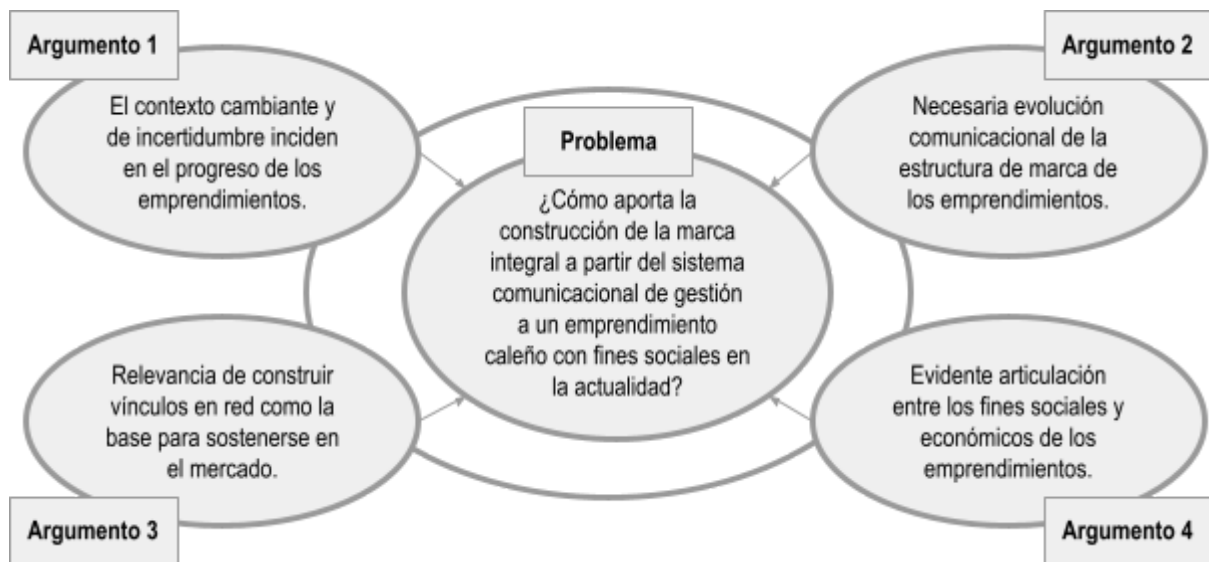 Argumento 1
El contexto cambiante y
de incertidumbre inciden
en el progreso de los
emprendimientos.
Argumento 2
Necesaria evolución
comunicacional de la
estructura de marca de
los emprendimientos.
Problema
¿Cómo aporta la
construcción de la marca
integral a partir del sistema
comunicacional de gestión
a un emprendimiento
caleño con fines sociales en
la actualidad?
Relevancia de construir
vínculos en red como la
base para sostenerse en
el mercado.
Argumento 3
Evidente articulación
entre los fines sociales y
económicos de los
emprendimientos.
Argumento 4